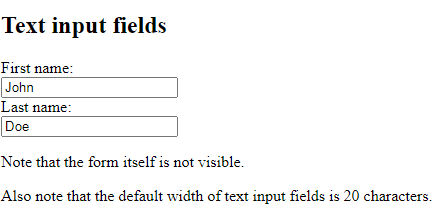 Text input fields
First name:
John
Last name:
Doe
Note that the form itself is not visible.
Also note that the default width of text input fields is 20 characters.